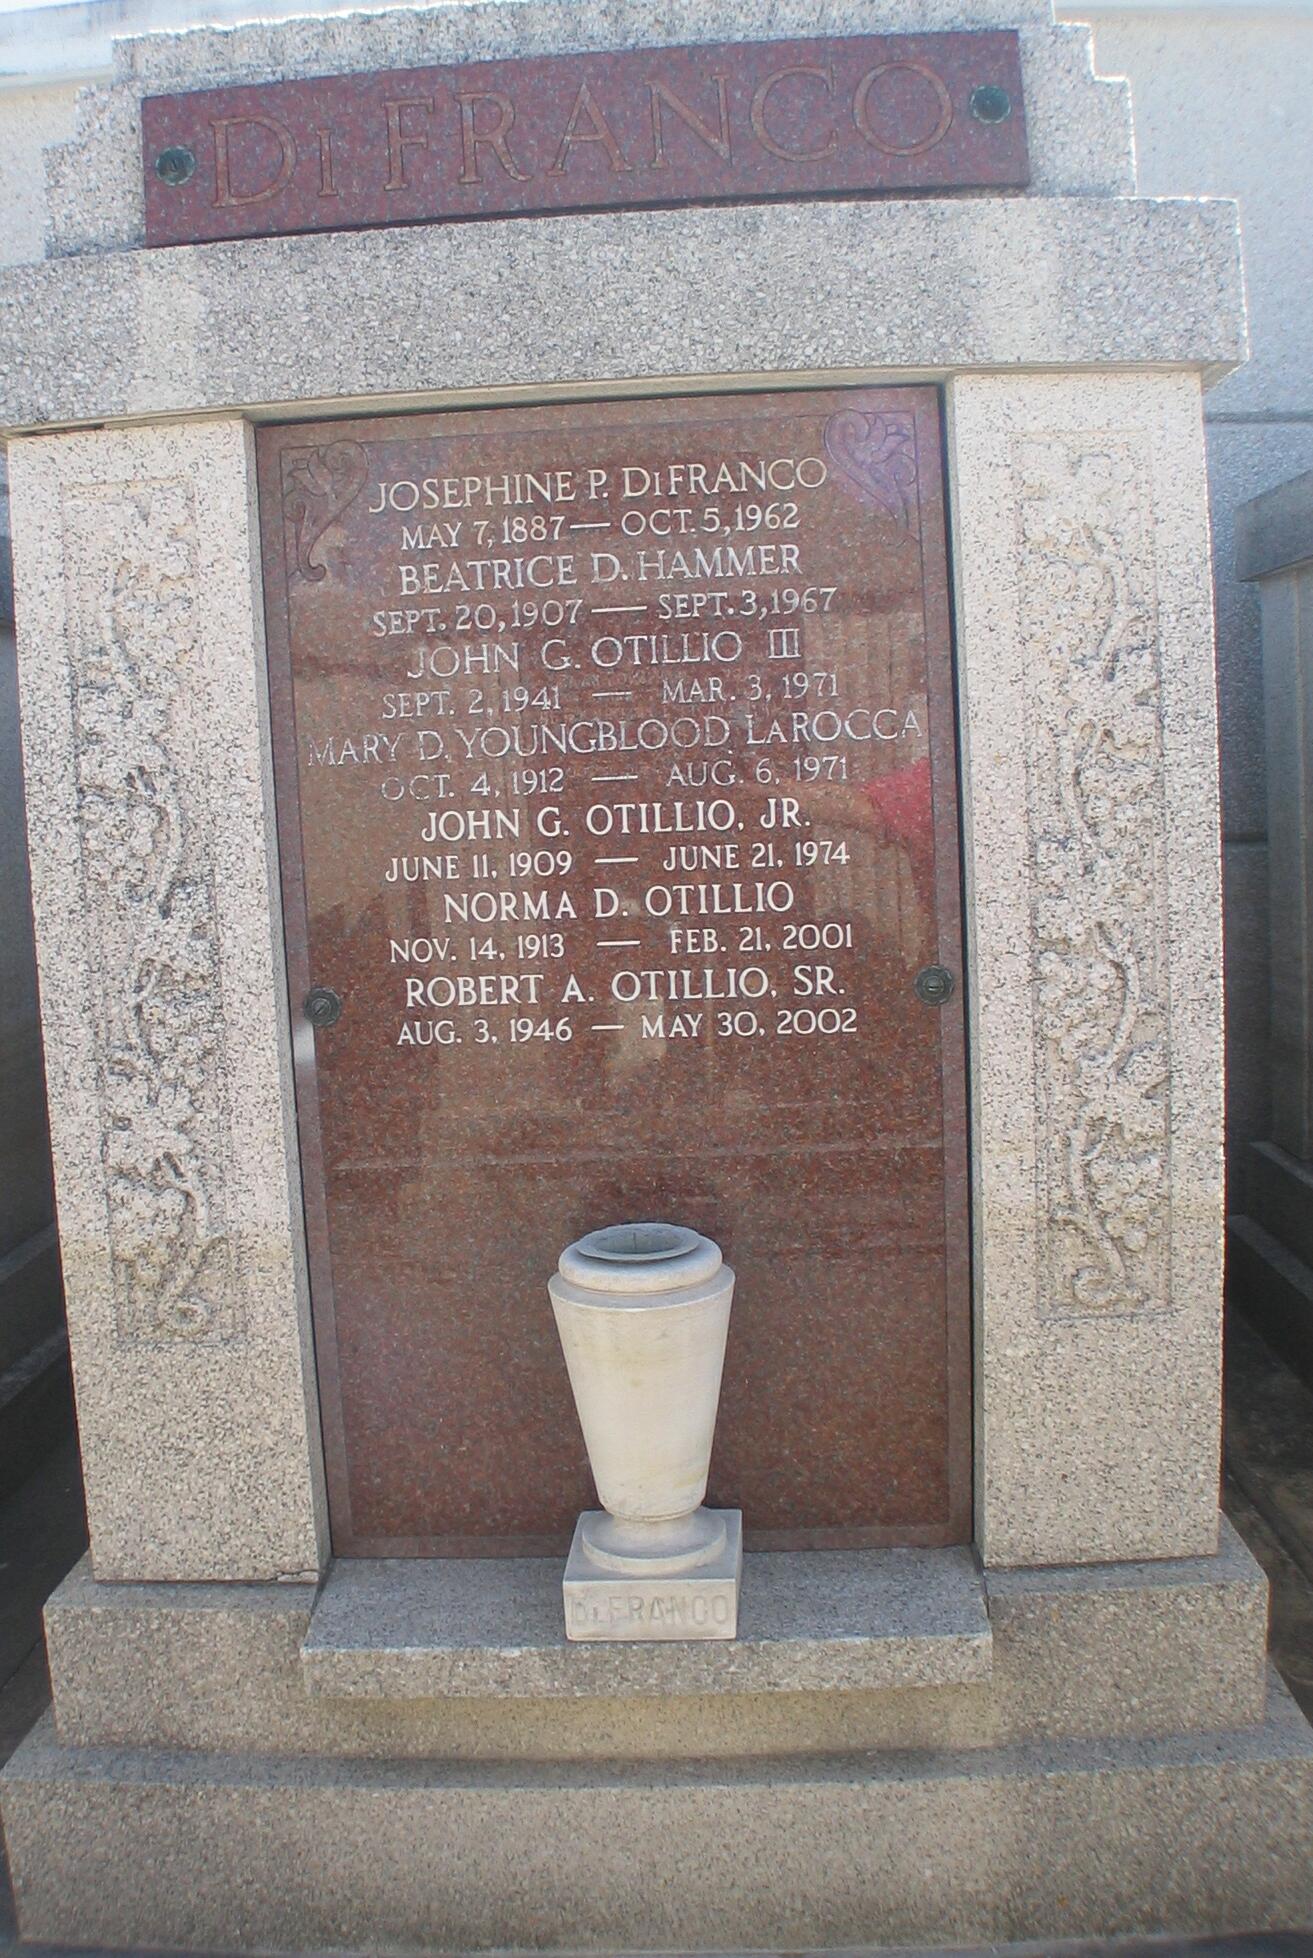 DiFRANCO
JOSEPHINE P. DiFRANCO
MAY 7, 1887 — OCT. 5, 1962
BEATRICE D. HAMMER
SEPT. 20, 1907 — SEPT. 3, 1967
JOHN G. OTILLIO III
SEPT. 2, 1941 — MAR. 3, 1971
MARY D. YOUNGBLOOD LAROCCA
OCT. 4, 1912 — AUG. 6, 1971
JOHN G. OTILLIO, JR.
JUNE 11, 1909 — JUNE 21, 1974
NORMA D. OTILLIO
NOV. 14, 1913 — FEB. 21, 2001
ROBERT A. OTILLIO, SR.
AUG. 3, 1946 — MAY 30, 2002
DiFRANCO